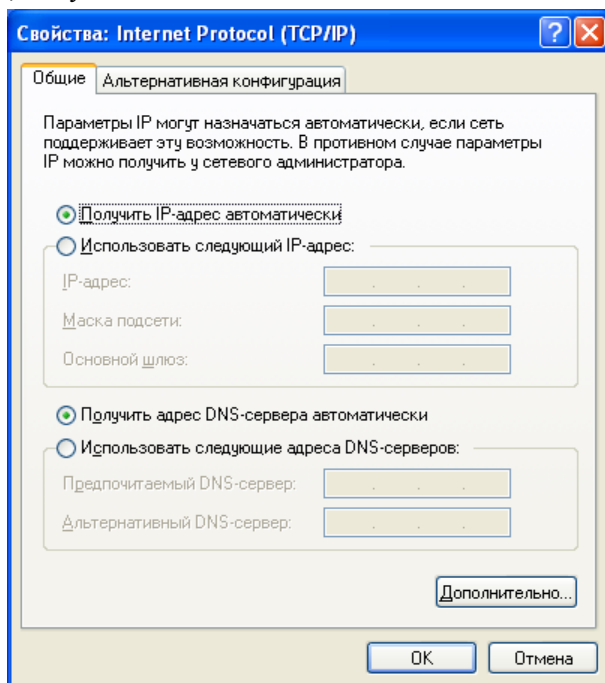 Свойства: Internet Protocol (TCP/IP)
Общие
Альтернативная конфигурация
Параметры IP могут назначаться автоматически, если сеть
поддерживает эту возможность. В противном случае параметры
IP можно получить у сетевого администратора.
Получить IP-адрес автоматически
Использовать следующий IP-адрес:
IP-адрес:
Маска подсети:
Основной шлюз:
Получить адрес DNS-сервера автоматически
Использовать следующие адреса DNS-серверов:
Предпочитаемый DNS-сервер:
Альтернативный DNS-сервер:
Дополнительно...
OK
Отмена